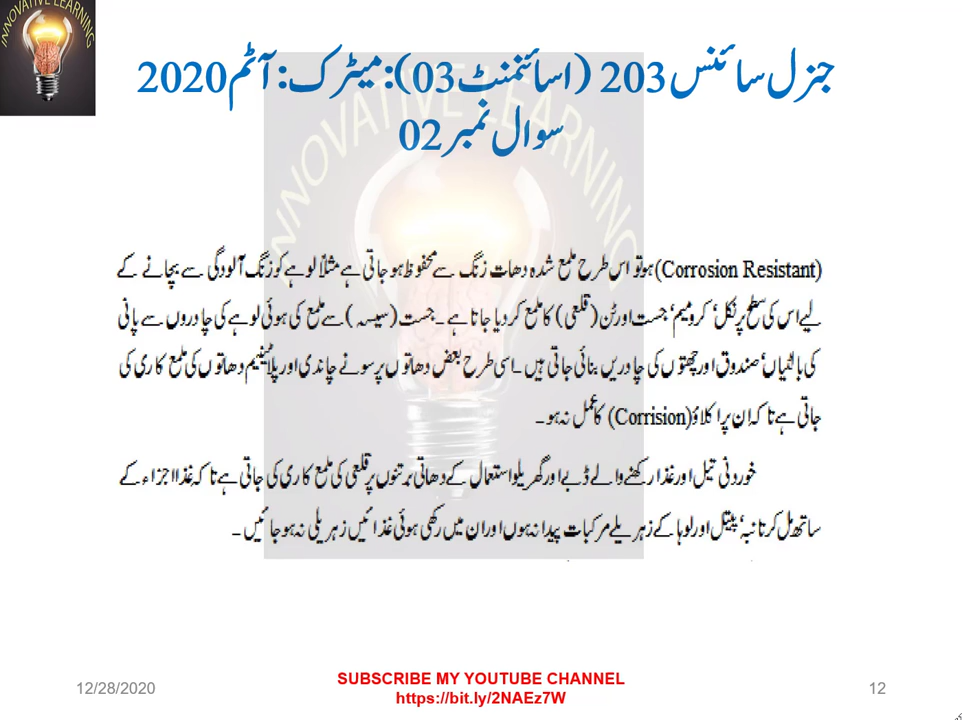 INNOVATIVE LEARNING
جنرل سائنس 203 (اسائنمنٹ 03): میٹرک: آٹم 2020
سوال نمبر 02
(Corrosion Resistant) ہو تو اس طرح ملمع شدہ دھات زنگ سے محفوظ ہو جاتی ہے مثلاً لوہے کو زنگ آلودگی سے بچانے کے
لیے اس کی سطح پر نکل، کرومیم، جست اور ٹن (قلعی) کا ملمع کر دیا جاتا ہے۔ جست (سیسہ) سے ملمع کی ہوئی لوہے کی چادروں سے پانی
کی بالٹیاں، صندوق اور چھتوں کی چادریں بنائی جاتی ہیں۔ اسی طرح بعض دھاتوں پر سونے چاندی اور پلاٹینیم دھاتوں کی ملمع کاری کی
جاتی ہے تاکہ ان پر اکلاؤ (Corrision) کا عمل نہ ہو۔
خوردنی تیل اور غذا رکھنے والے ڈبے اور گھریلو استعمال کے دھاتی برتنوں پر قلعی کی ملمع کاری کی جاتی ہے تاکہ غذا اجزاء کے
ساتھ مل کر تانبہ، پیتل اور لوہا کے زہریلے مرکبات پیدا نہ ہوں اور ان میں رکھی ہوئی غذائیں زہریلی نہ ہو جائیں۔
12/28/2020
SUBSCRIBE MY YOUTUBE CHANNEL
https://bit.ly/2NAEz7W
12